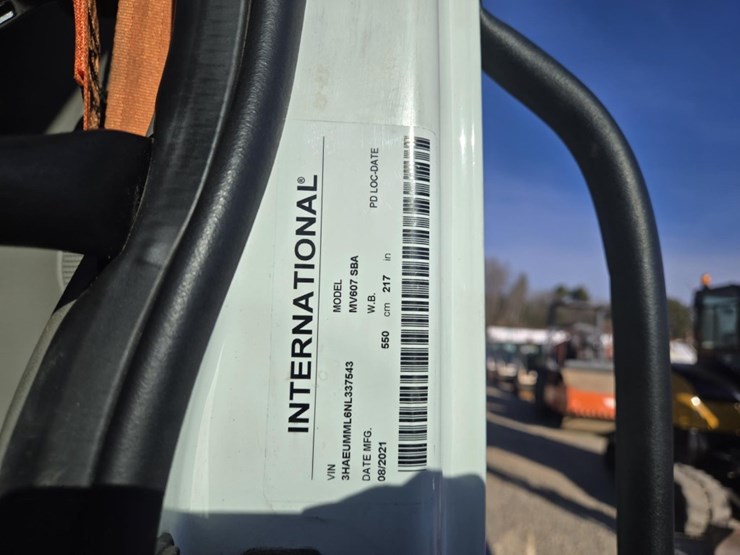 INTERNATIONAL®
VIN MODEL
3HAEUMML6NL337543 MV607 SBA
DATE MFG. W.B. PD LOC-DATE
08/2021 550 cm 217 in